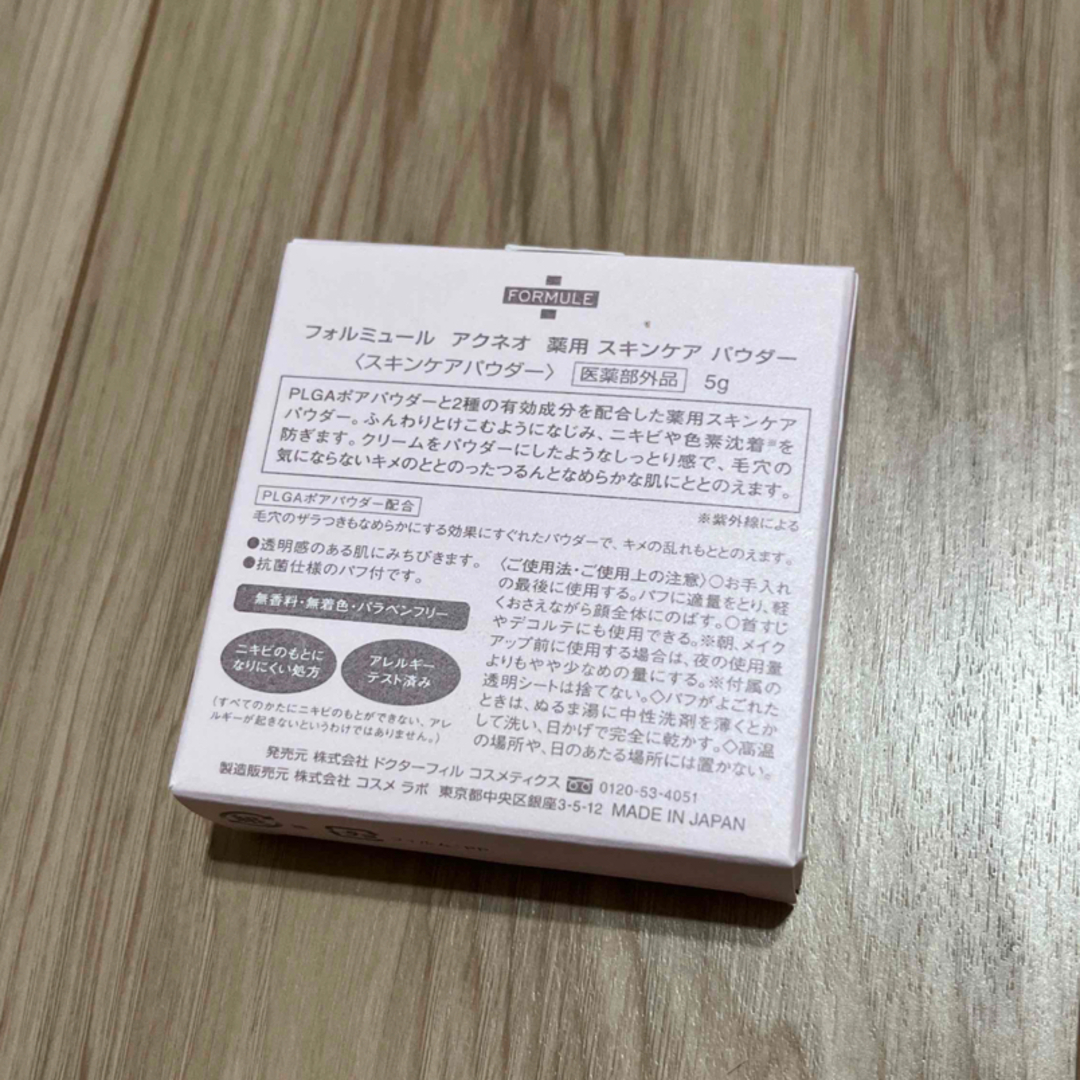 FORMULE
フォルミュール アクネオ 薬用 スキンケア パウダー
〈スキンケアパウダー〉 医薬部外品 5g
PLGAポアパウダーと2種の有効成分を配合した薬用スキンケア
パウダー。ふんわりとけこむようになじみ、ニキビや色素沈着※を
防ぎます。クリームをパウダーにしたようなしっとり感で、毛穴の
気にならないキメのととのったつるんとなめらかな肌にととのえます。
※紫外線による
PLGAポアパウダー配合
毛穴のザラつきもなめらかにする効果にすぐれたパウダーで、キメの乱れもととのえます。
●透明感のある肌にみちびきます。
●抗菌仕様のパフ付です。
無香料・無着色・パラベンフリー
ニキビのもとに
なりにくい処方
アレルギー
テスト済み
(すべてのかたにニキビのもとができない、アレ
ルギーが起きないというわけではありません。)
〈ご使用法・ご使用上の注意〉○お手入れ
の最後に使用する。パフに適量をとり、軽
くおさえながら顔全体にのばす。○首すじ
やデコルテにも使用できる。※朝、メイク
アップ前に使用する場合は、夜の使用量
よりもやや少なめの量にする。※付属の
透明シートは捨てない。◇パフがよごれた
ときは、ぬるま湯に中性洗剤を薄くとか
して洗い、日かげで完全に乾かす。◇高温
の場所や、日のあたる場所には置かない。
発売元 株式会社 ドクターフィル コスメティクス 0120-53-4051
製造販売元 株式会社 コスメ ラボ 東京都中央区銀座3-5-12 MADE IN JAPAN